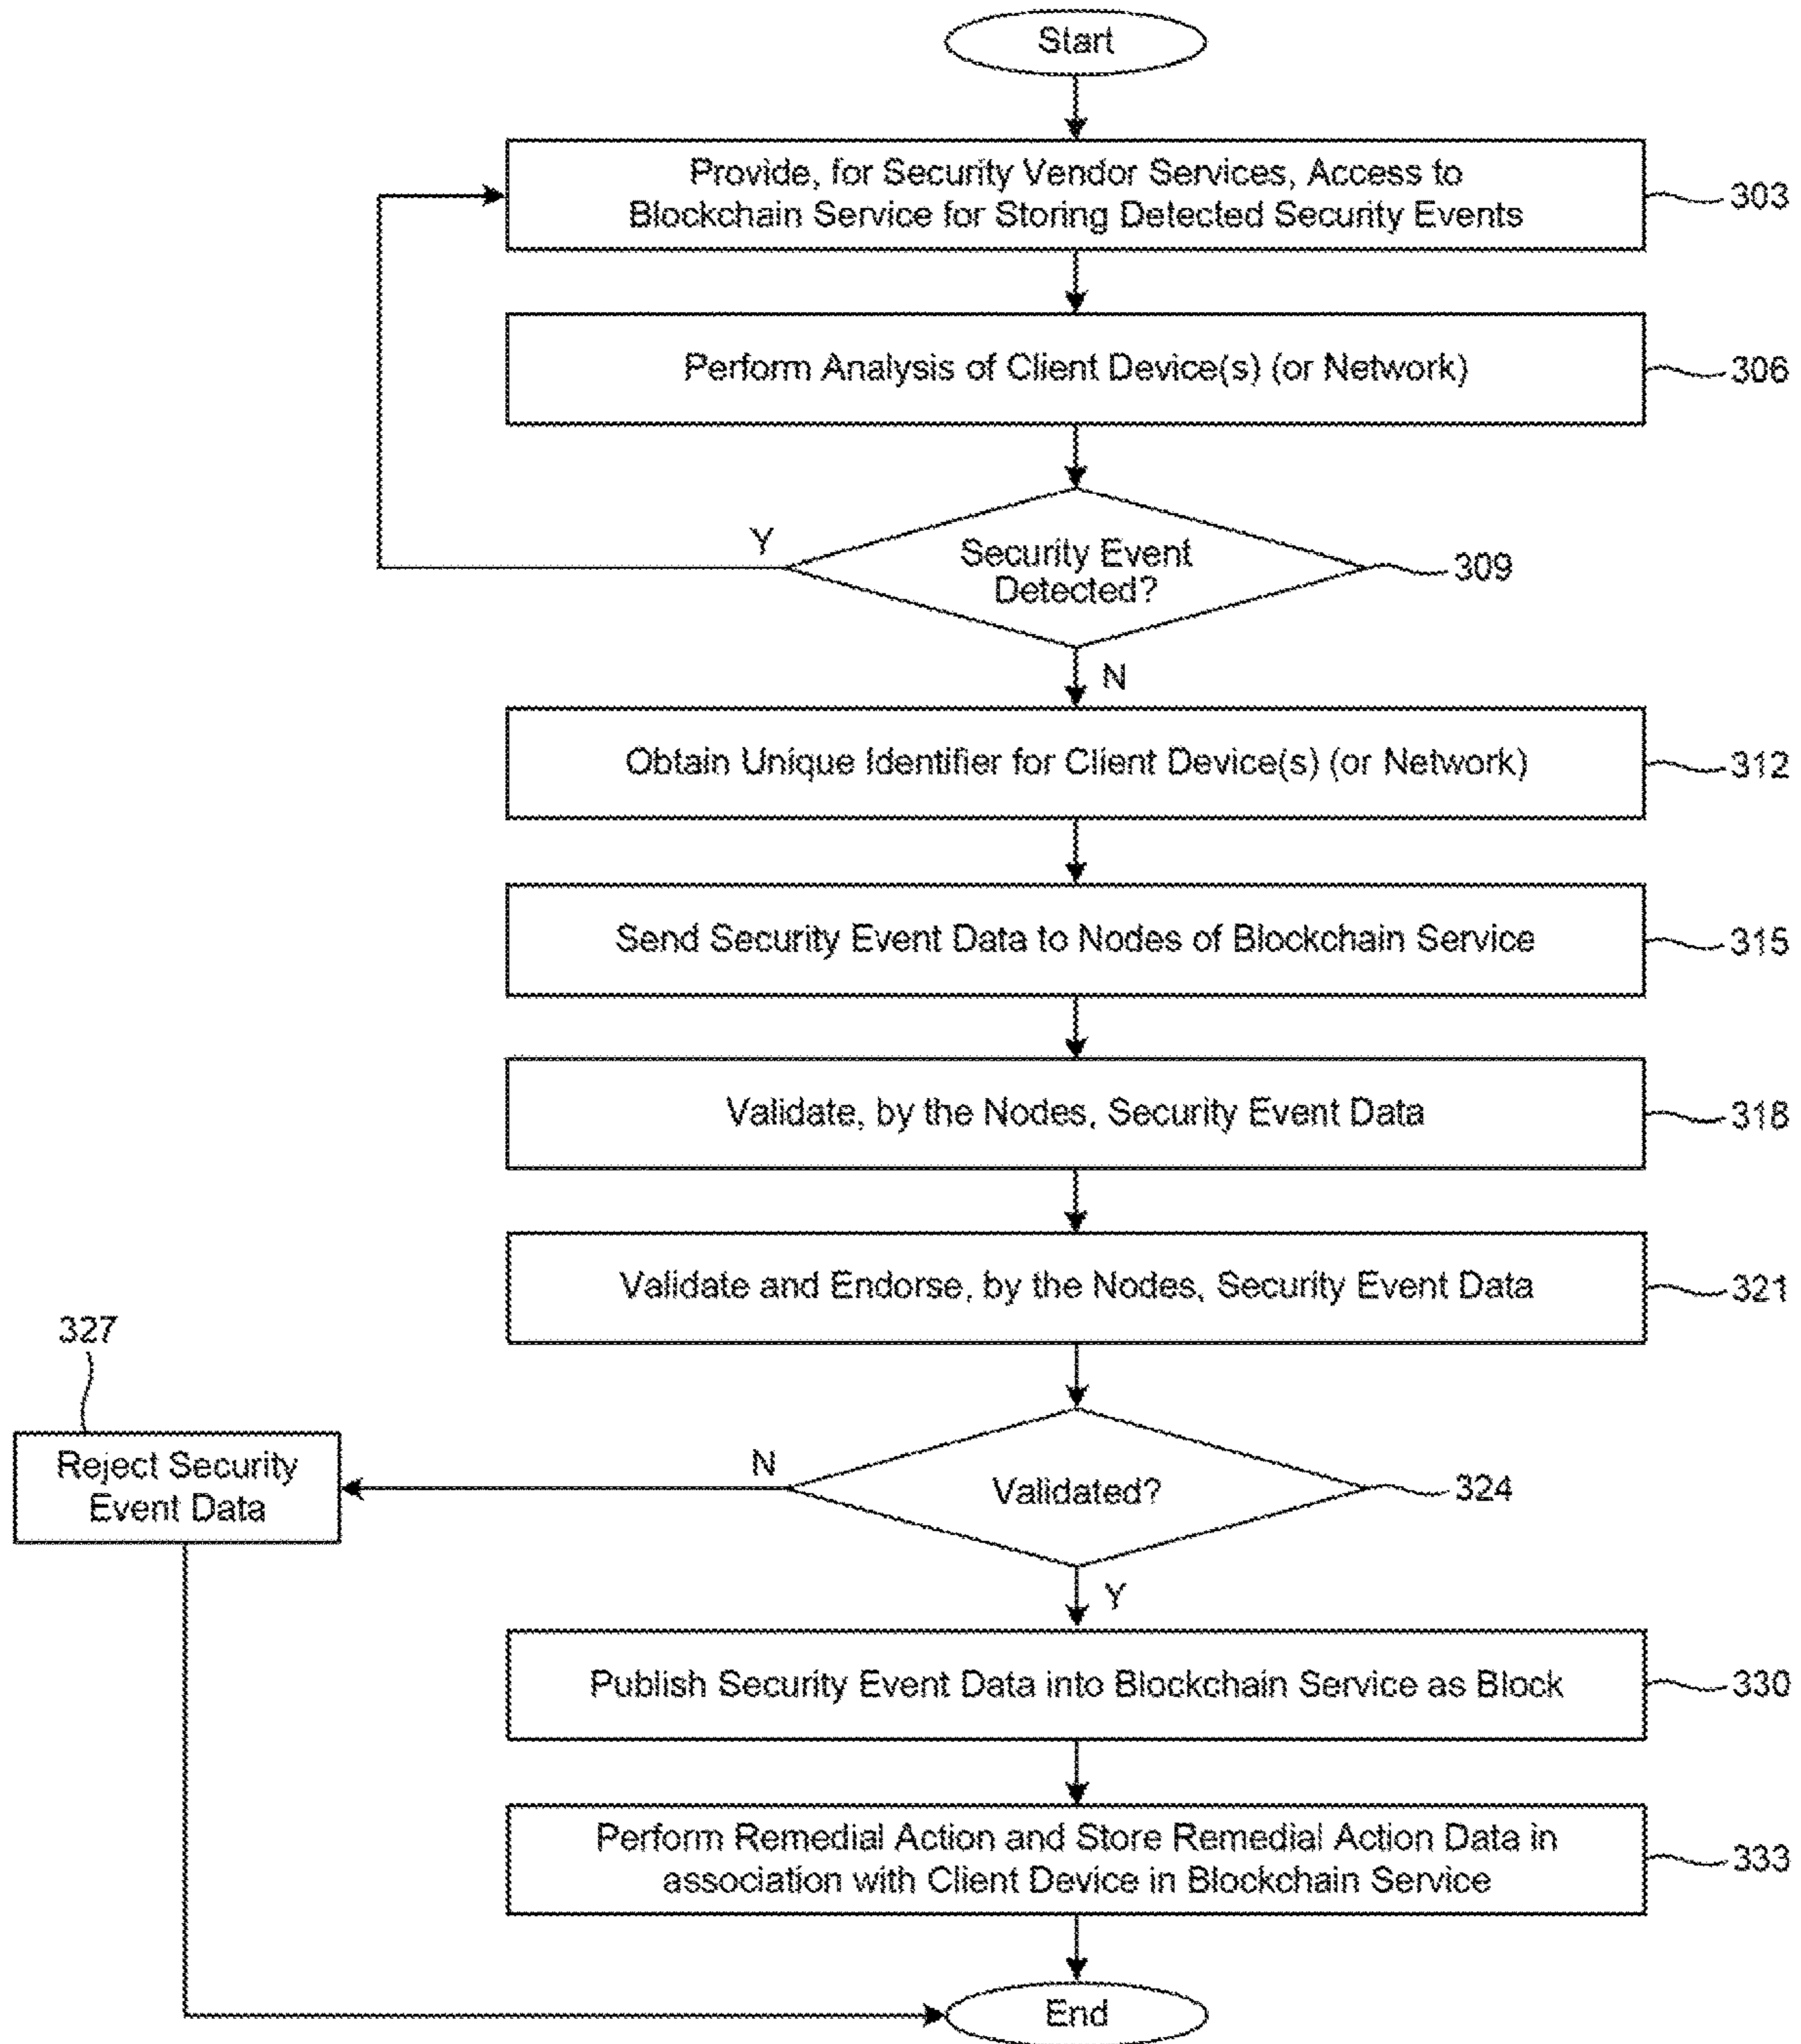 Start
Provide, for Security Vendor Services, Access to
Blockchain Service for Storing Detected Security Events
303
Perform Analysis of Client Device(s) (or Network)
306
Y
Security Event
Detected?
309
N
Obtain Unique Identifier for Client Device(s) (or Network)
312
Send Security Event Data to Nodes of Blockchain Service
315
Validate, by the Nodes, Security Event Data
318
Validate and Endorse, by the Nodes, Security Event Data
321
327
Reject Security
Event Data
N
Validated?
324
Y
Publish Security Event Data into Blockchain Service as Block
330
Perform Remedial Action and Store Remedial Action Data in
association with Client Device in Blockchain Service
333
End